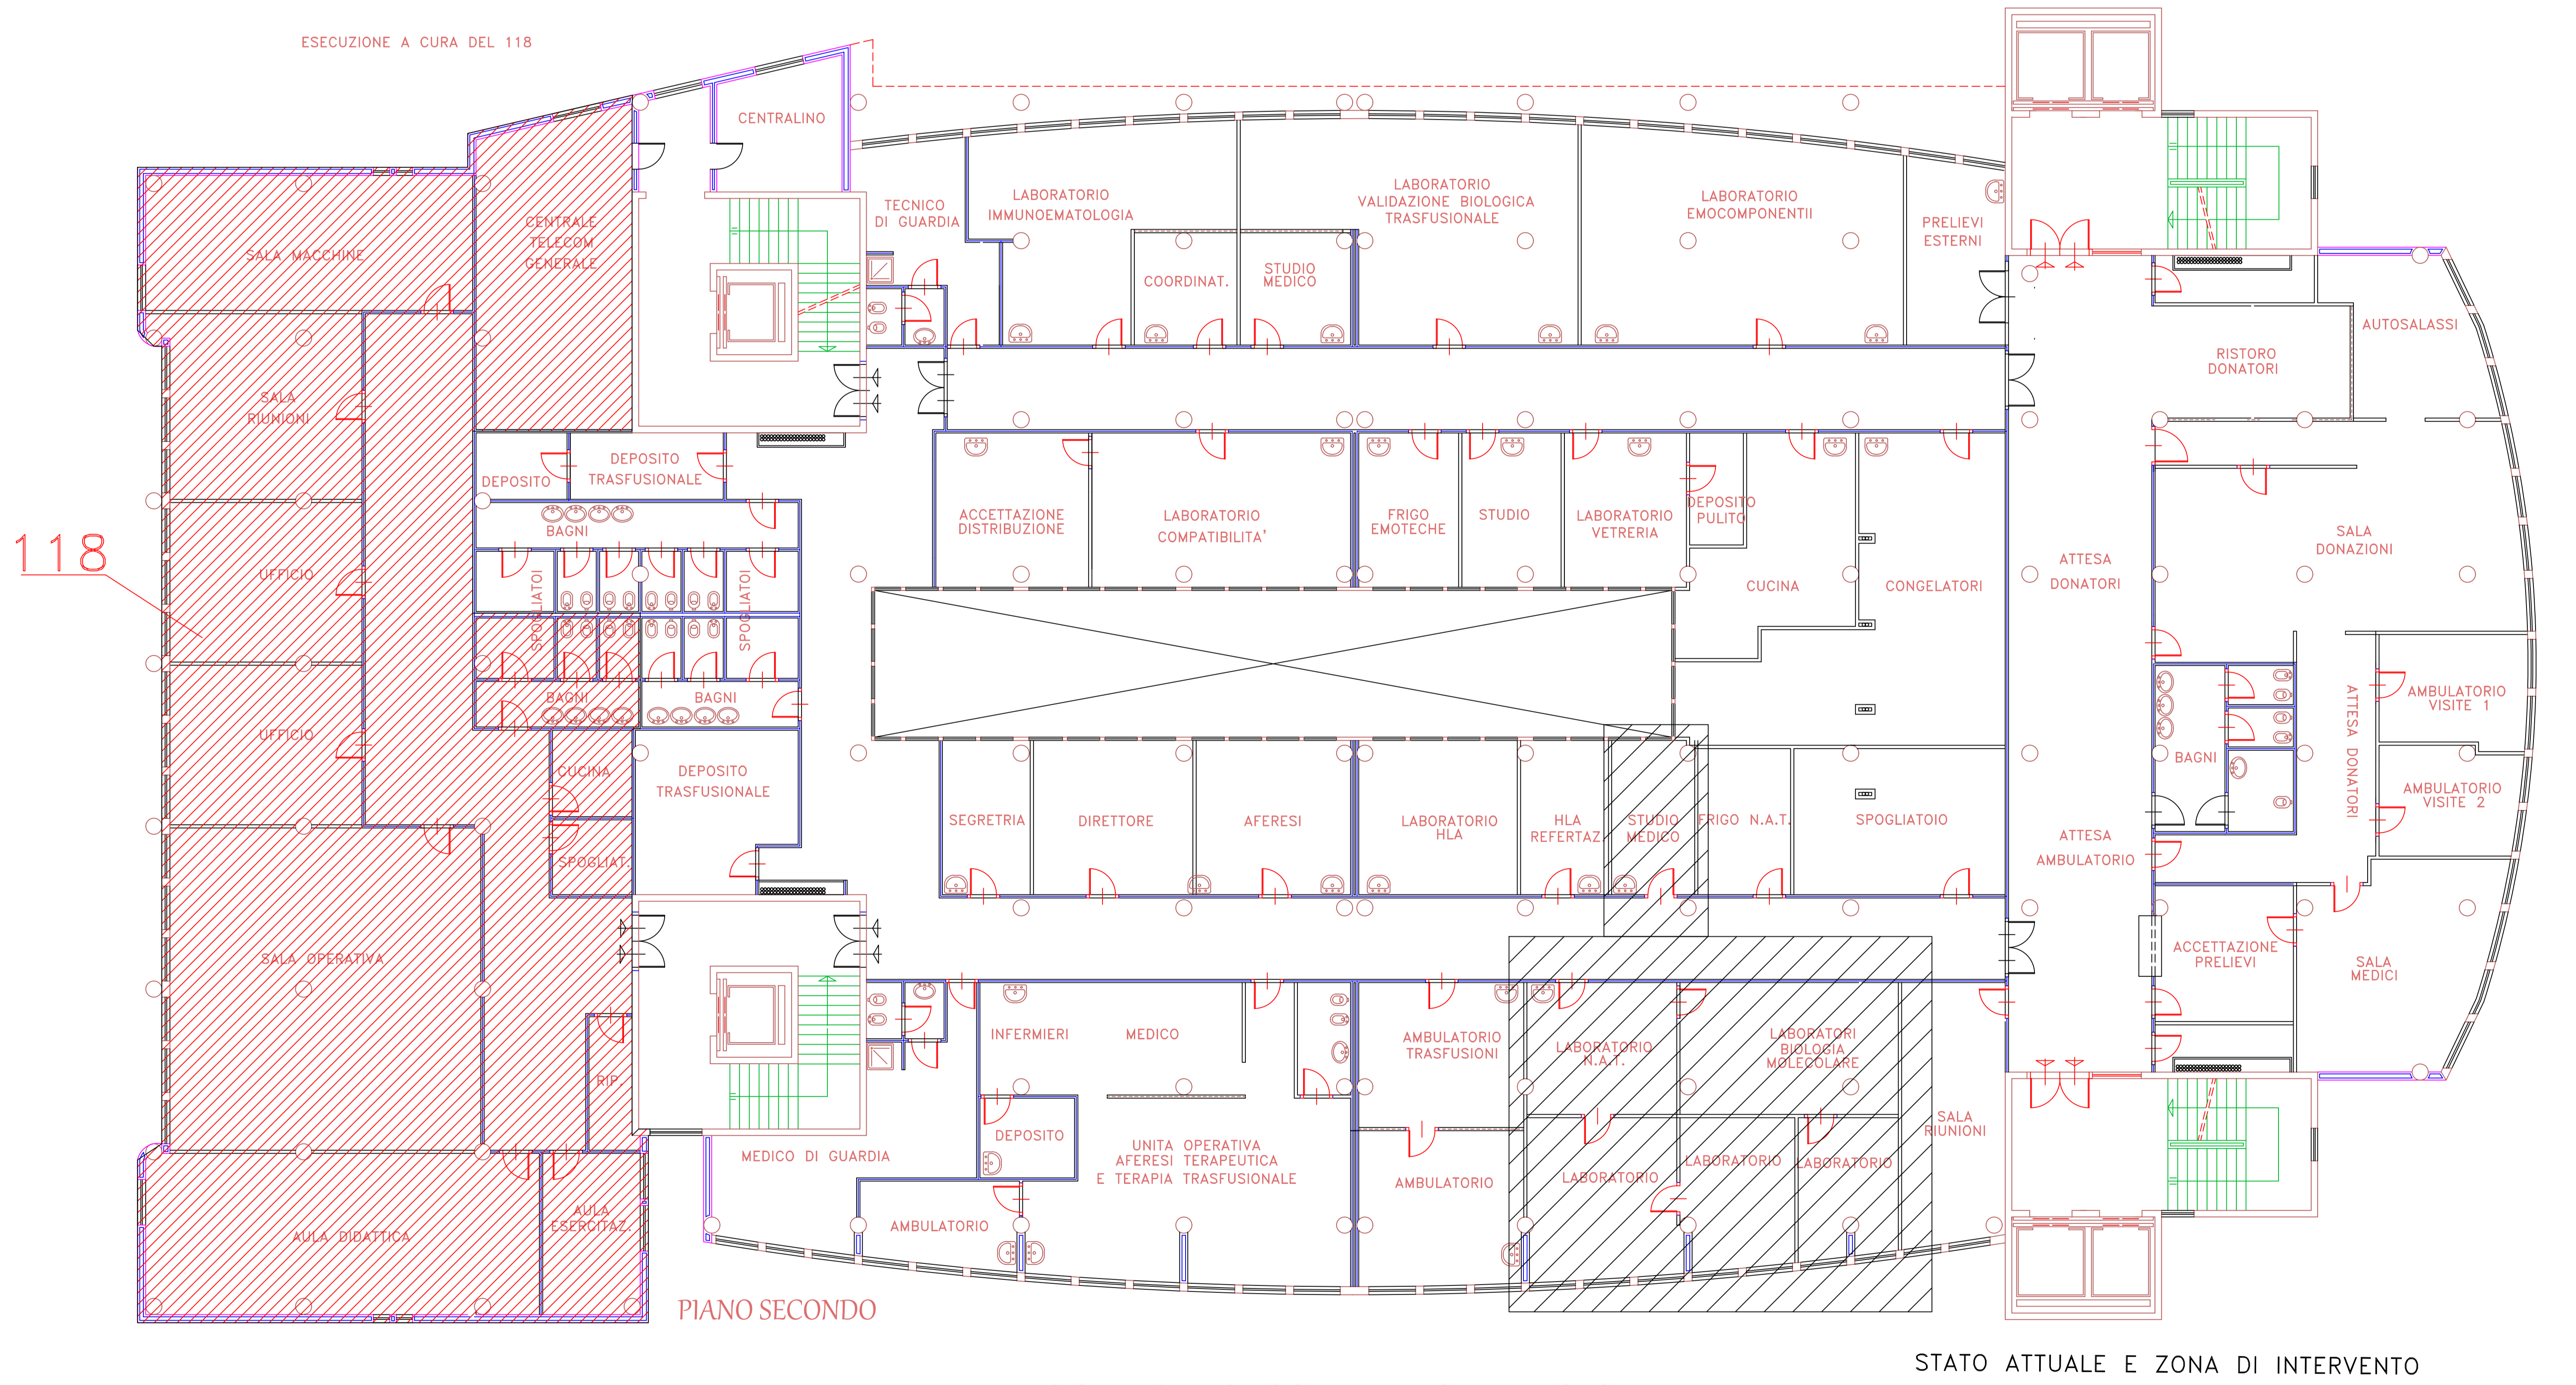 ESECUZIONE A CURA DEL 118
CENTRALINO
TECNICO
DI GUARDIA
LABORATORIO
IMMUNOEMATOLOGIA
LABORATORIO
VALIDAZIONE BIOLOGICA
TRASFUSIONALE
LABORATORIO
EMOCOMPONENTII
PRELIEVI
ESTERNI
SALA MACCHINE
CENTRALE
TELECOM
GENERALE
COORDINAT.
STUDIO
MEDICO
AUTOSALASSI
RISTORO
DONATORI
SALA
RIUNIONI
DEPOSITO
DEPOSITO
TRASFUSIONALE
BAGNI
ACCETTAZIONE
DISTRIBUZIONE
LABORATORIO
COMPATIBILITA'
FRIGO
EMOTECHE
STUDIO
LABORATORIO
VETRERIA
DEPOSITO
PULITO
CUCINA
CONGELATORI
ATTESA
DONATORI
SALA
DONAZIONI
118
UFFICIO
SPOGLIATOI
SPOGLIATOI
BAGNI
BAGNI
UFFICIO
CUCINA
DEPOSITO
TRASFUSIONALE
SPOGLIAT.
SEGRETRIA
DIRETTORE
AFERESI
LABORATORIO
HLA
HLA
REFERTAZ.
STUDIO
MEDICO
FRIGO N.A.T.
SPOGLIATOIO
ATTESA
AMBULATORIO
BAGNI
ATTESA DONATORI
AMBULATORIO
VISITE 1
AMBULATORIO
VISITE 2
ACCETTAZIONE
PRELIEVI
SALA
MEDICI
SALA OPERATIVA
RIP.
INFERMIERI
MEDICO
AMBULATORIO
TRASFUSIONI
LABORATORIO
N.A.T.
LABORATORI
BIOLOGIA
MOLECOLARE
SALA
RIUNIONI
DEPOSITO
MEDICO DI GUARDIA
UNITA OPERATIVA
AFERESI TERAPEUTICA
E TERAPIA TRASFUSIONALE
AMBULATORIO
AMBULATORIO
LABORATORIO
LABORATORIO
LABORATORIO
AULA DIDATTICA
AULA
ESERCITAZ.
PIANO SECONDO
STATO ATTUALE E ZONA DI INTERVENTO